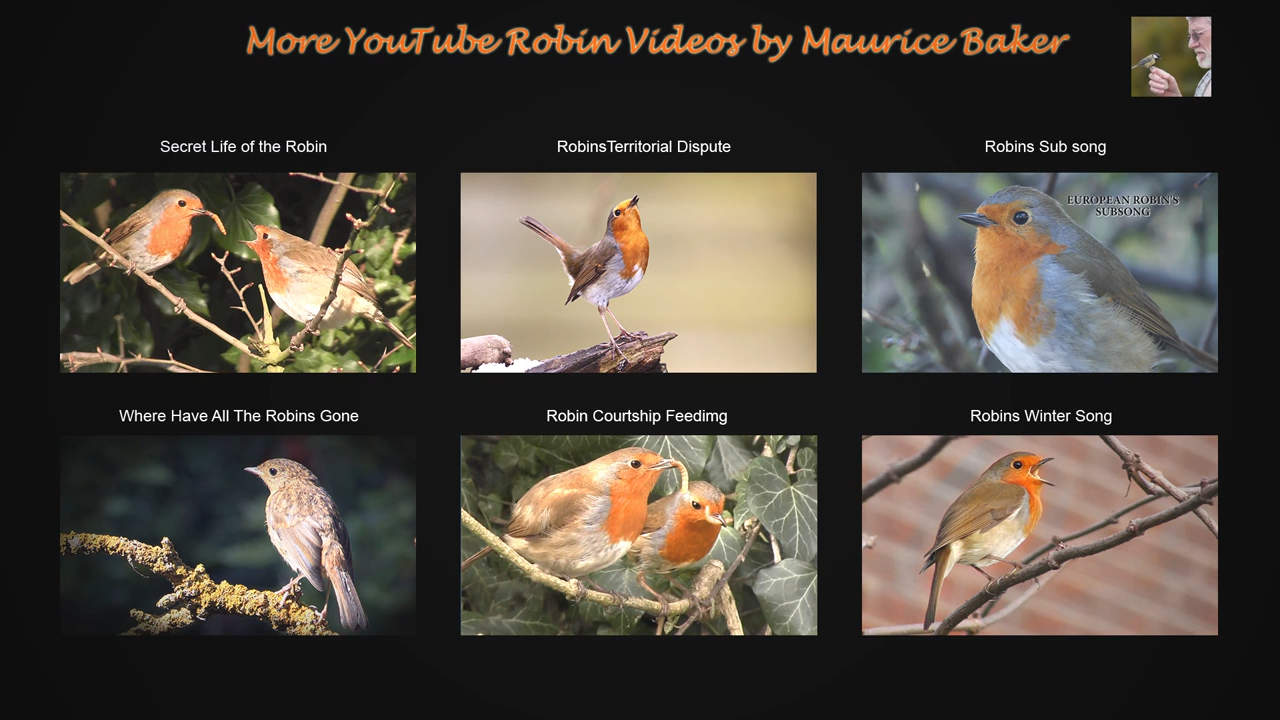 More YouTube Robin Videos by Maurice Baker
Secret Life of the Robin
RobinsTerritorial Dispute
Robins Sub song
EUROPEAN ROBIN'S
SUBSONG
Where Have All The Robins Gone
Robin Courtship Feedimg
Robins Winter Song